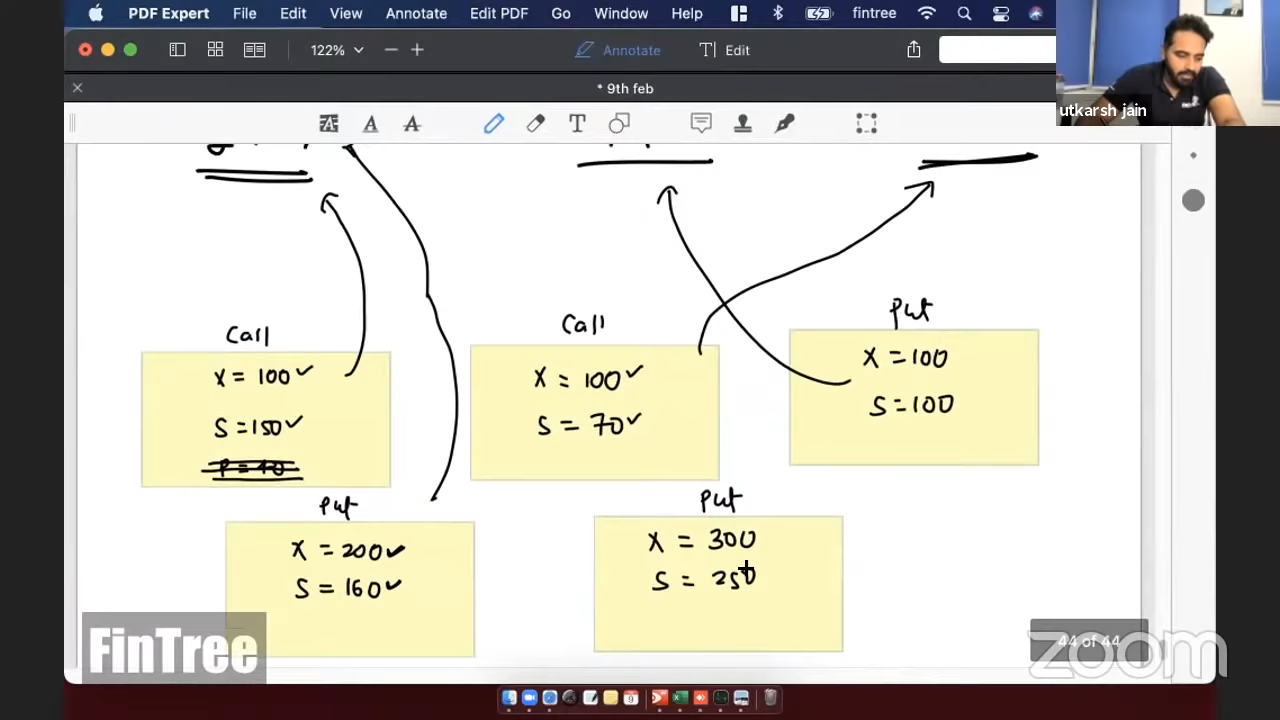 PDF Expert File Edit View Annotate Edit PDF Go Window Help fintree
122% Annotate T Edit
* 9th feb
utkarsh jain
Call
X = 100 ✓
S = 150 ✓
P = 40
Call
X = 100 ✓
S = 70 ✓
Put
X = 100
S = 100
Put
X = 200 ✓
S = 160 ✓
Put
X = 300
S = 250
44 of 44
FinTree
zoom